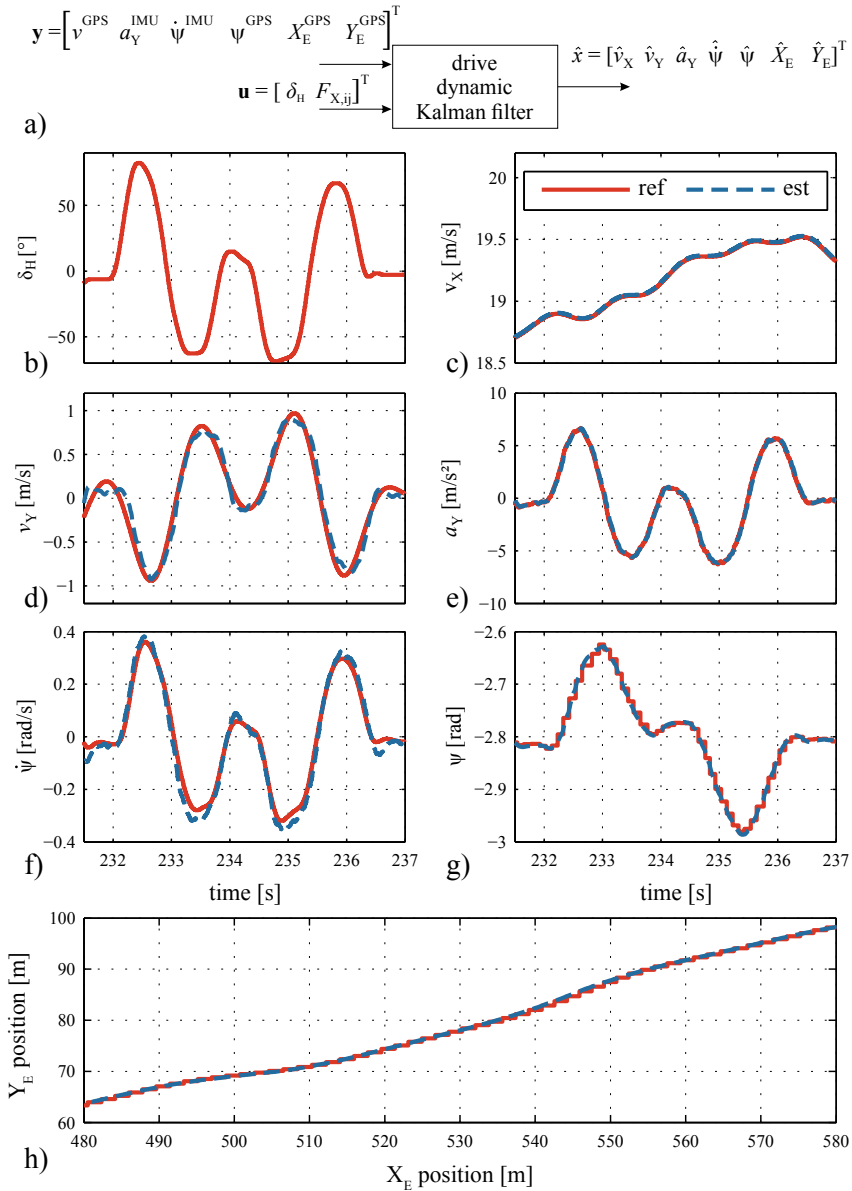 y = [v^GPS a_Y^IMU ψ̇^IMU ψ^GPS X_E^GPS Y_E^GPS]^T
u = [δ_H F_X,ij]^T
drive
dynamic
Kalman filter
x̂ = [v̂_X v̂_Y â_Y ψ̇̂ ψ̂ X̂_E Ŷ_E]^T
a)
50
0
−50
δ_H [°]
b)
20
19.5
19
18.5
v_X [m/s]
ref est
c)
1
0.5
0
−0.5
−1
v_Y [m/s]
d)
10
5
0
−5
−10
a_Y [m/s²]
e)
0.4
0.2
0
−0.2
−0.4
ψ̇ [rad/s]
232 233 234 235 236 237
time [s]
f)
−2.6
−2.7
−2.8
−2.9
−3
ψ [rad]
232 233 234 235 236 237
time [s]
g)
100
90
80
70
60
Y_E position [m]
480 490 500 510 520 530 540 550 560 570 580
X_E position [m]
h)